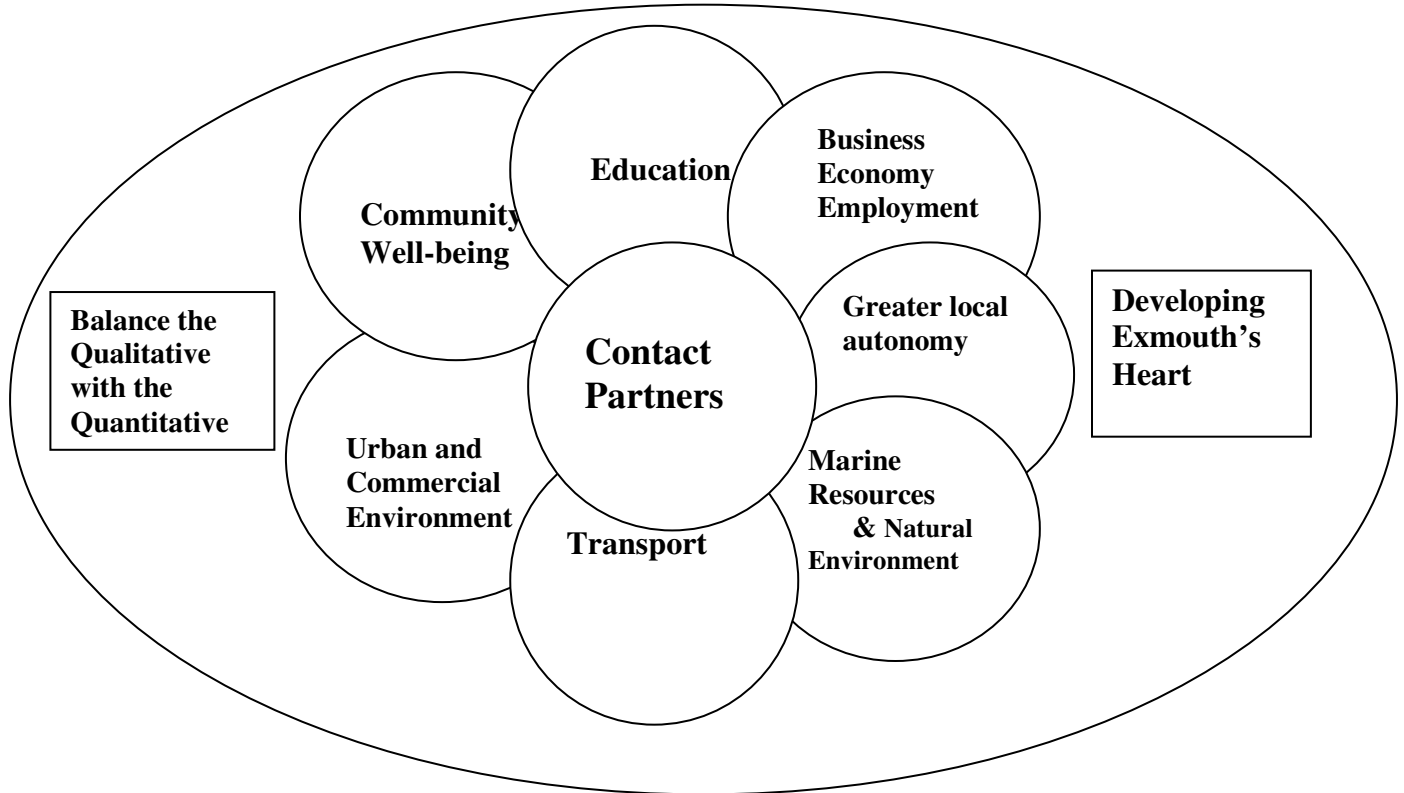 Education
Business
Economy
Employment
Community
Well-being
Balance the
Qualitative
with the
Quantitative
Contact
Partners
Greater local
autonomy
Developing
Exmouth’s
Heart
Urban and
Commercial
Environment
Transport
Marine
Resources
& Natural
Environment